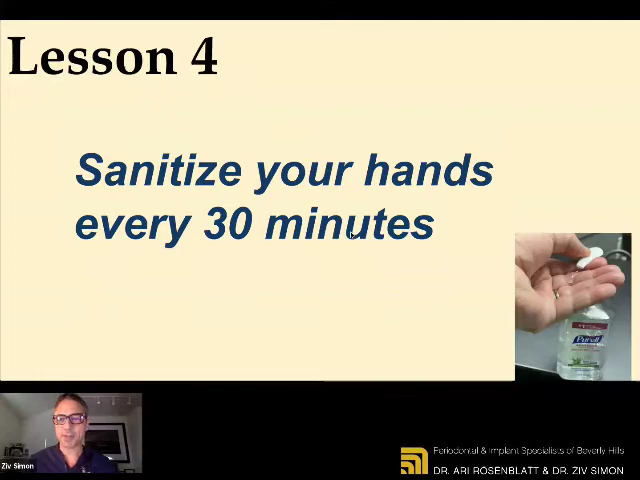 Lesson 4
Sanitize your hands
every 30 minutes
Purell
Ziv Simon
Periodontal & Implant Specialists of Beverly Hills
DR. ARI ROSENBLATT & DR. ZIV SIMON